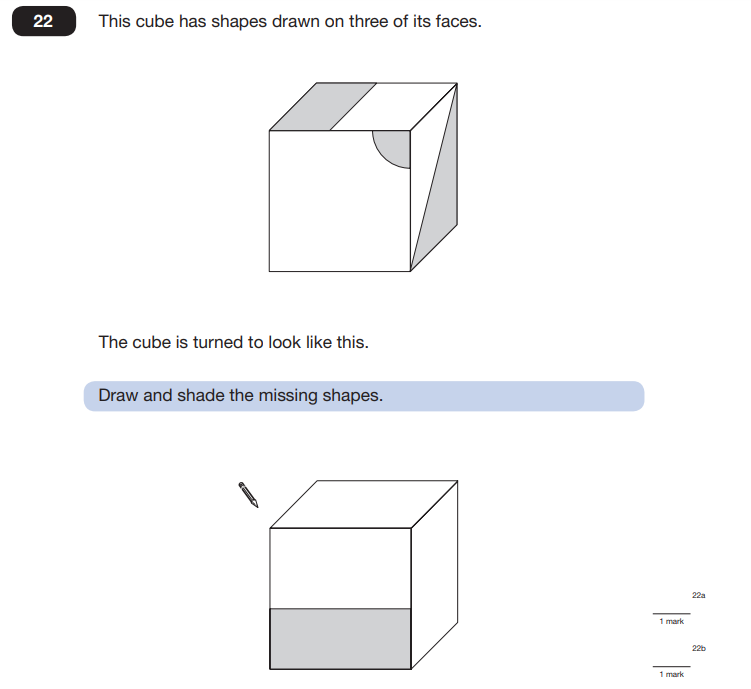 22 This cube has shapes drawn on three of its faces.
The cube is turned to look like this.
Draw and shade the missing shapes.
22a
1 mark
22b
1 mark